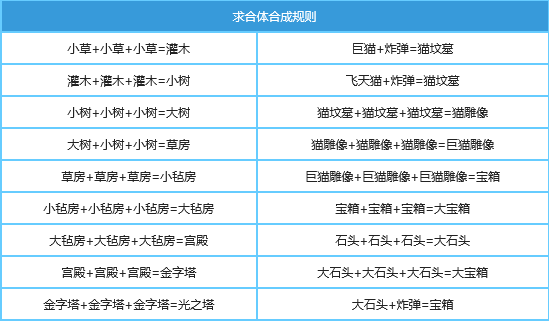 求合体合成规则
小草+小草+小草=灌木
巨猫+炸弹=猫坟墓
灌木+灌木+灌木=小树
飞天猫+炸弹=猫坟墓
小树+小树+小树=大树
猫坟墓+猫坟墓+猫坟墓=猫雕像
大树+小树+小树=草房
猫雕像+猫雕像+猫雕像=巨猫雕像
草房+草房+草房=小毡房
巨猫雕像+巨猫雕像+巨猫雕像=宝箱
小毡房+小毡房+小毡房=大毡房
宝箱+宝箱+宝箱=大宝箱
大毡房+大毡房+大毡房=宫殿
石头+石头+石头=大石头
宫殿+宫殿+宫殿=金字塔
大石头+大石头+大石头=大宝箱
金字塔+金字塔+金字塔=光之塔
大石头+炸弹=宝箱